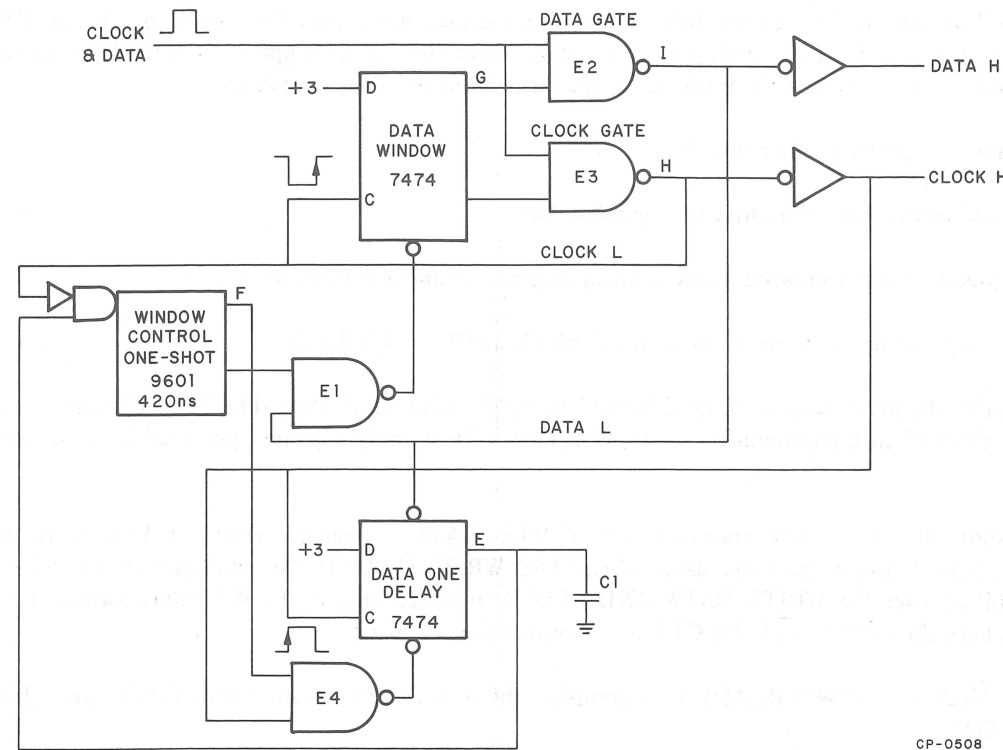 DATA GATE
CLOCK
& DATA
E2
I
DATA H
+3
D
G
DATA
WINDOW
7474
CLOCK GATE
E3
H
CLOCK H
C
CLOCK L
F
WINDOW
CONTROL
ONE-SHOT
9601
420ns
E1
DATA L
+3
D
E
DATA ONE
DELAY
7474
C1
C
E4
CP-0508